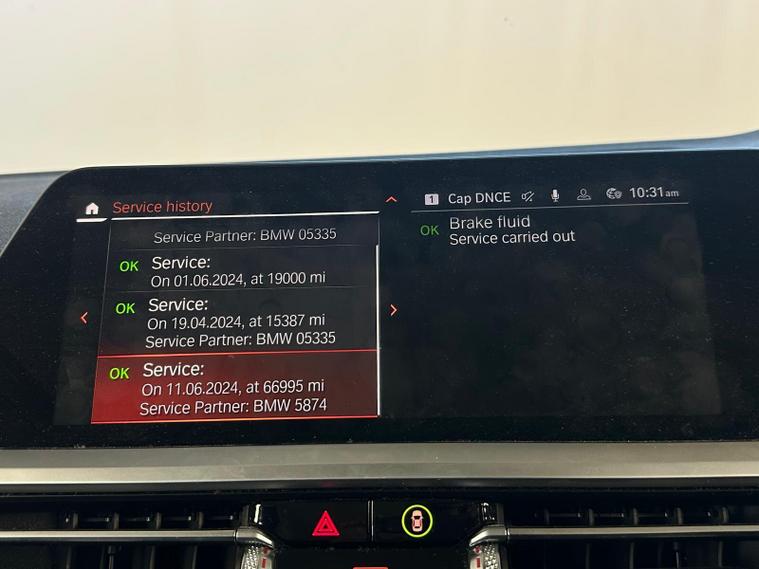 Service history
Service Partner: BMW 05335
OK Service:
On 01.06.2024, at 19000 mi
OK Service:
On 19.04.2024, at 15387 mi
Service Partner: BMW 05335
OK Service:
On 11.06.2024, at 66995 mi
Service Partner: BMW 5874
1 Cap DNCE 10:31am
OK Brake fluid
Service carried out